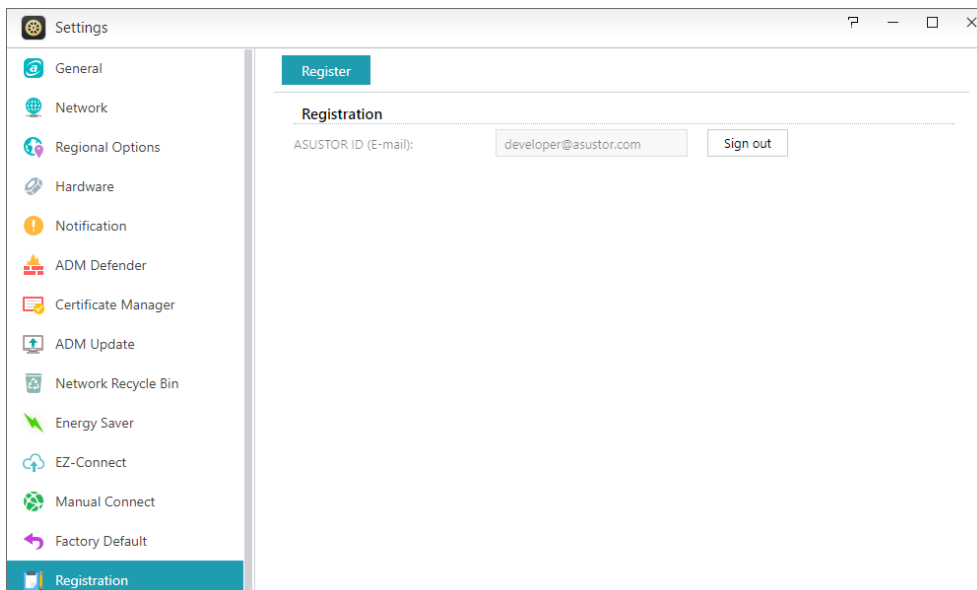 Settings
General
Network
Regional Options
Hardware
Notification
ADM Defender
Certificate Manager
ADM Update
Network Recycle Bin
Energy Saver
EZ-Connect
Manual Connect
Factory Default
Registration
Register
Registration
ASUSTOR ID (E-mail): developer@asustor.com Sign out